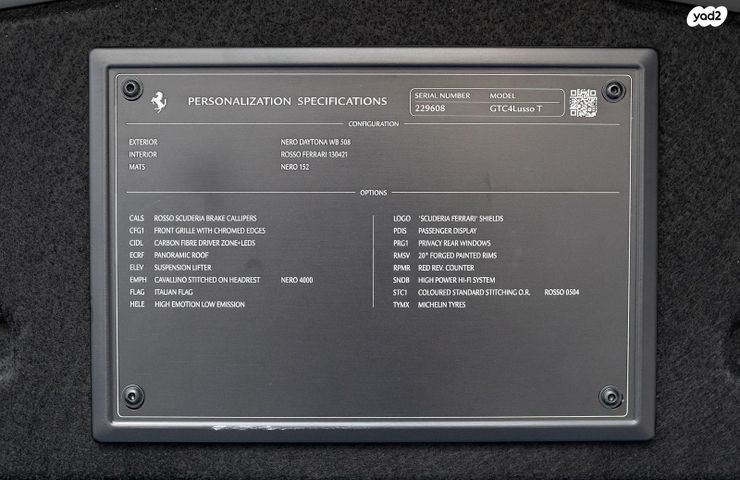 yad2
PERSONALIZATION SPECIFICATIONS
SERIAL NUMBER MODEL
229608 GTC4Lusso T
CONFIGURATION
EXTERIOR NERO DAYTONA WB 508
INTERIOR ROSSO FERRARI 130421
MATS NERO 152
OPTIONS
CALS ROSSO SCUDERIA BRAKE CALLIPERS
CFG1 FRONT GRILLE WITH CHROMED EDGES
CIDL CARBON FIBRE DRIVER ZONE+LEDS
ECRF PANORAMIC ROOF
ELEV SUSPENSION LIFTER
EMPH CAVALLINO STITCHED ON HEADREST NERO 4000
FLAG ITALIAN FLAG
HELE HIGH EMOTION LOW EMISSION
LOGO 'SCUDERIA FERRARI' SHIELDS
PDIS PASSENGER DISPLAY
PRG1 PRIVACY REAR WINDOWS
RMSV 20" FORGED PAINTED RIMS
RPMR RED REV. COUNTER
SNDB HIGH POWER HI-FI SYSTEM
STC1 COLOURED STANDARD STITCHING O.R. ROSSO 0504
TYMX MICHELIN TYRES